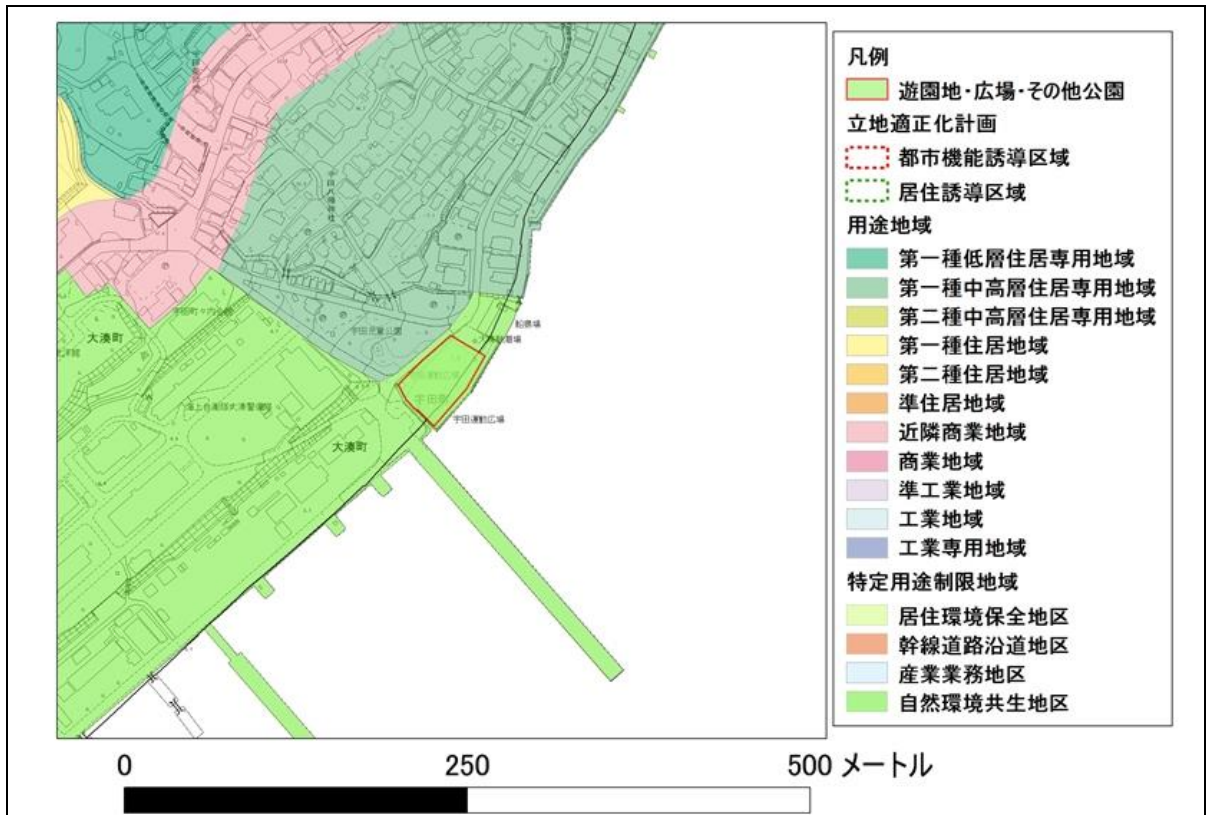 大湊町
宇田児童公園
船揚場
宇田運動広場
大湊町
凡例
遊園地・広場・その他公園
立地適正化計画
都市機能誘導区域
居住誘導区域
用途地域
第一種低層住居専用地域
第一種中高層住居専用地域
第二種中高層住居専用地域
第一種住居地域
第二種住居地域
準住居地域
近隣商業地域
商業地域
準工業地域
工業地域
工業専用地域
特定用途制限地域
居住環境保全地区
幹線道路沿道地区
産業業務地区
自然環境共生地区
0 250 500 メートル